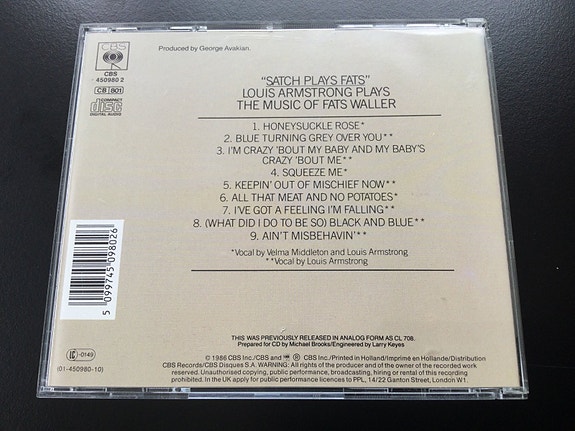 CBS
CBS
450980 2
CB 801
COMPACT
disc
DIGITAL AUDIO
Produced by George Avakian.
"SATCH PLAYS FATS"
LOUIS ARMSTRONG PLAYS
THE MUSIC OF FATS WALLER
1. HONEYSUCKLE ROSE*
2. BLUE TURNING GREY OVER YOU**
3. I'M CRAZY 'BOUT MY BABY AND MY BABY'S
CRAZY 'BOUT ME**
4. SQUEEZE ME*
5. KEEPIN' OUT OF MISCHIEF NOW**
6. ALL THAT MEAT AND NO POTATOES*
7. I'VE GOT A FEELING I'M FALLING**
8. (WHAT DID I DO TO BE SO) BLACK AND BLUE**
9. AIN'T MISBEHAVIN'**
*Vocal by Velma Middleton and Louis Armstrong
**Vocal by Louis Armstrong
5 099745 098026
THIS WAS PREVIOUSLY RELEASED IN ANALOG FORM AS CL 708.
Prepared for CD by Michael Brooks/Engineered by Larry Keyes
LC -0149
(01-450980-10)
© 1986 CBS Inc./CBS and ® CBS Inc./Printed in Holland/Imprimé en Hollande/Distribution
CBS Records/CBS Disques S.A. WARNING: All rights of the producer and of the owner of the recorded work
reserved. Unauthorised copying, public performance, broadcasting, hiring or rental of this recording
prohibited. In the UK apply for public performance licences to PPL, 14/22 Ganton Street, London W1.